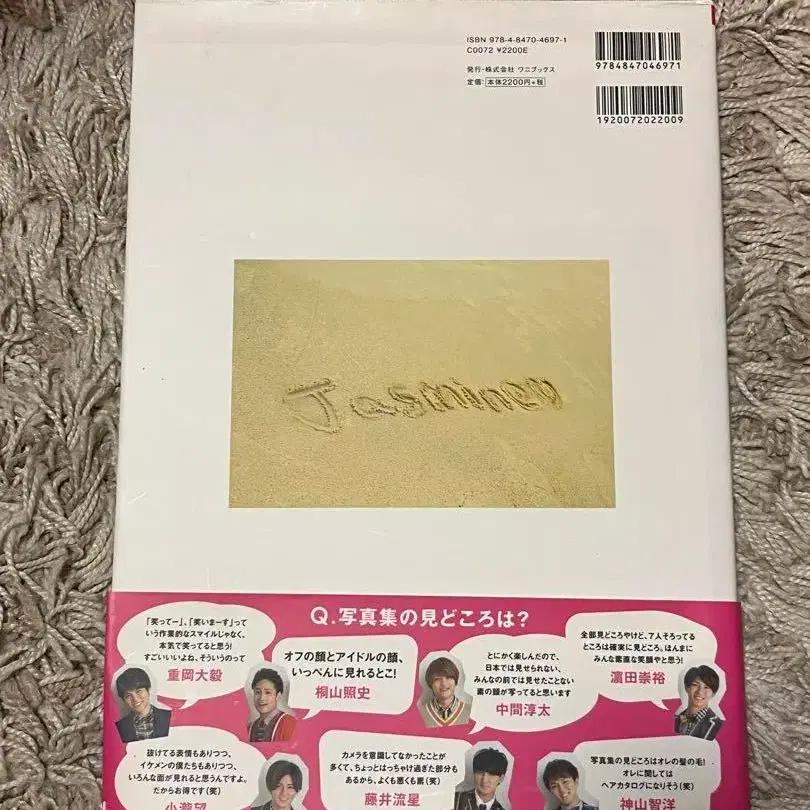 ISBN 978-4-8470-4697-1
C0072 ¥2200E
発行・株式会社 ワニブックス
定価：本体2200円+税
9784847046971
1920072022009
Jasminen
Q.写真集の見どころは？
「笑ってー」、「笑いまーす」って
いう作業的なスマイルじゃなく、
本気で笑ってると思う!
すごいいいよね、そういうのって
重岡大毅
オフの顔とアイドルの顔、
いっぺんに見れるとこ!
桐山照史
とにかく楽しんだので、
日本では見せられない、
みんなの前では見せたことない
素の顔が写ってると思います
中間淳太
全部見どころやけど、7人そろってる
ところは確実に見どころ。ほんまに
みんな素直な笑顔やと思う!
濵田崇裕
抜けてる表情もありつつ、
イケメンの僕たちもありつつ、
いろんな面が見れると思うんですよ。
だからお得です(笑)
小瀧望
カメラを意識してなかったことが
多くて、ちょっとはっちゃけ過ぎた部分も
あるから、よくも悪くも素(笑)
藤井流星
写真集の見どころはオレの髪の毛!
オレに関しては
ヘアカタログになりそう(笑)
神山智洋